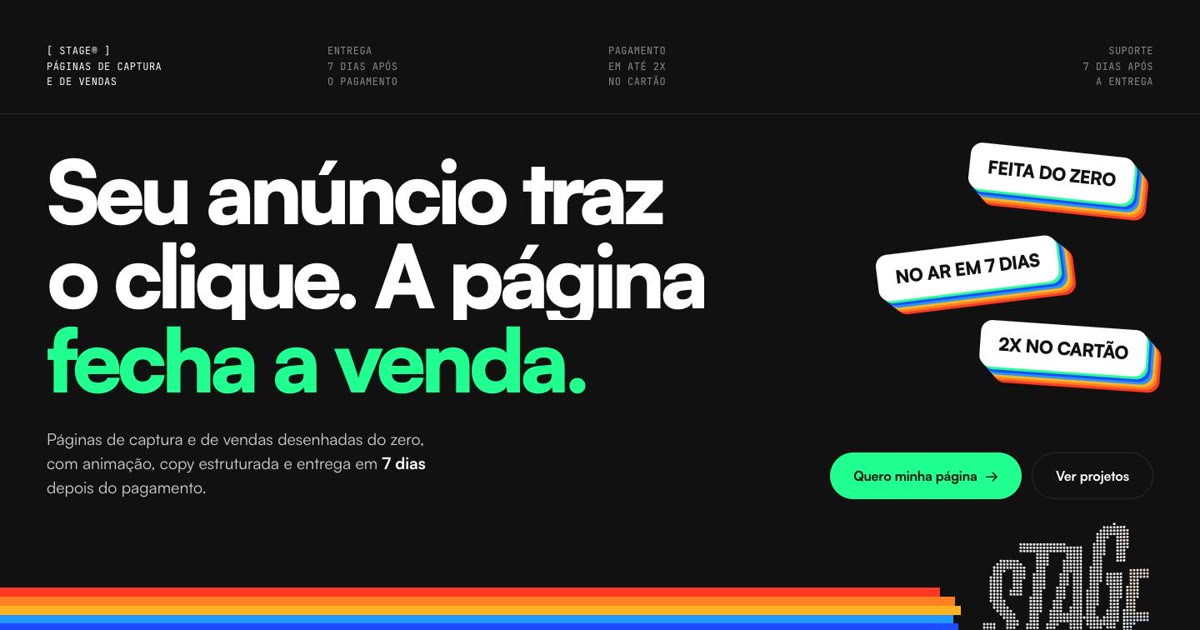 [ STAGE® ]
PÁGINAS DE CAPTURA
E DE VENDAS
ENTREGA
7 DIAS APÓS
O PAGAMENTO
PAGAMENTO
EM ATÉ 2X
NO CARTÃO
SUPORTE
7 DIAS APÓS
A ENTREGA
Seu anúncio traz
o clique. A página
fecha a venda.
FEITA DO ZERO
NO AR EM 7 DIAS
2X NO CARTÃO
Páginas de captura e de vendas desenhadas do zero,
com animação, copy estruturada e entrega em 7 dias
depois do pagamento.
Quero minha página →
Ver projetos
STAGE